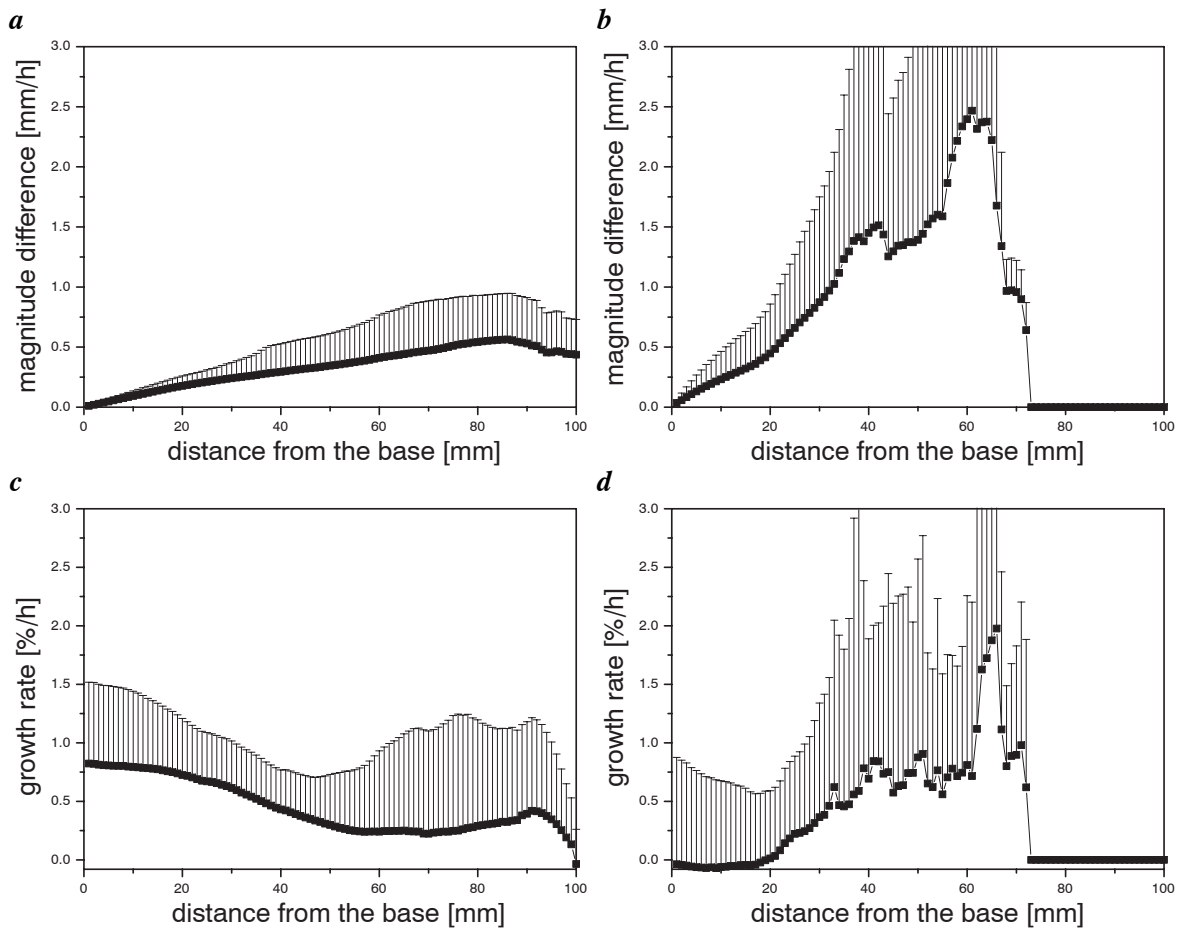 a
b
3.0
2.5
2.0
1.5
1.0
0.5
0.0
magnitude difference [mm/h]
0 20 40 60 80 100
distance from the base [mm]
3.0
2.5
2.0
1.5
1.0
0.5
0.0
magnitude difference [mm/h]
0 20 40 60 80 100
distance from the base [mm]
c
d
3.0
2.5
2.0
1.5
1.0
0.5
0.0
growth rate [%/h]
0 20 40 60 80 100
distance from the base [mm]
3.0
2.5
2.0
1.5
1.0
0.5
0.0
growth rate [%/h]
0 20 40 60 80 100
distance from the base [mm]